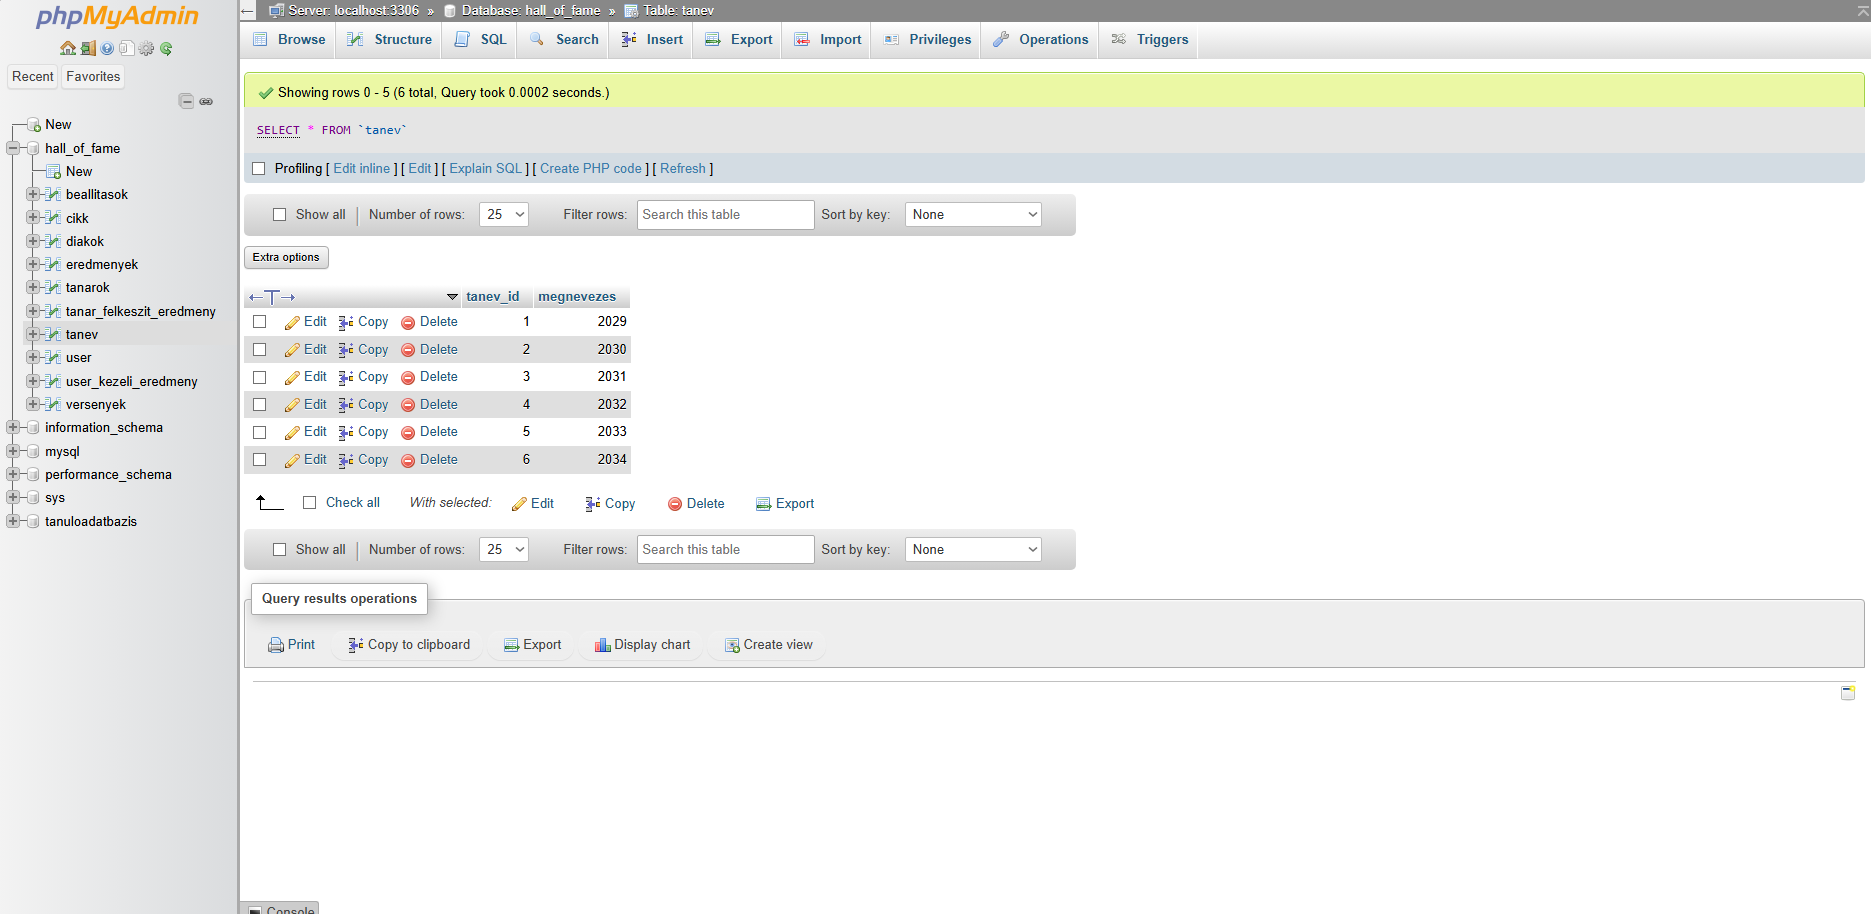 phpMyAdmin
Recent Favorites
New
hall_of_fame
New
beallitasok
cikk
diakok
eredmenyek
tanarok
tanar_felkeszit_eredmeny
tanev
user
user_kezeli_eredmeny
versenyek
information_schema
mysql
performance_schema
sys
tanuloadatbazis
Server: localhost:3306 » Database: hall_of_fame » Table: tanev
Browse Structure SQL Search Insert Export Import Privileges Operations Triggers
Showing rows 0 - 5 (6 total, Query took 0.0002 seconds.)
SELECT * FROM `tanev`
Profiling [ Edit inline ] [ Edit ] [ Explain SQL ] [ Create PHP code ] [ Refresh ]
Show all Number of rows: 25 Filter rows: Search this table Sort by key: None
Extra options
←T→ tanev_id megnevezes
Edit Copy Delete 1 2029
Edit Copy Delete 2 2030
Edit Copy Delete 3 2031
Edit Copy Delete 4 2032
Edit Copy Delete 5 2033
Edit Copy Delete 6 2034
Check all With selected: Edit Copy Delete Export
Show all Number of rows: 25 Filter rows: Search this table Sort by key: None
Query results operations
Print Copy to clipboard Export Display chart Create view
Console